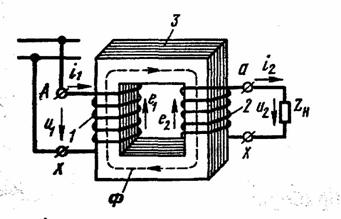 3
i₁
A
a
i₂
u₁
1
e₁
e₂
2
u₂
Zн
X
x
Ф